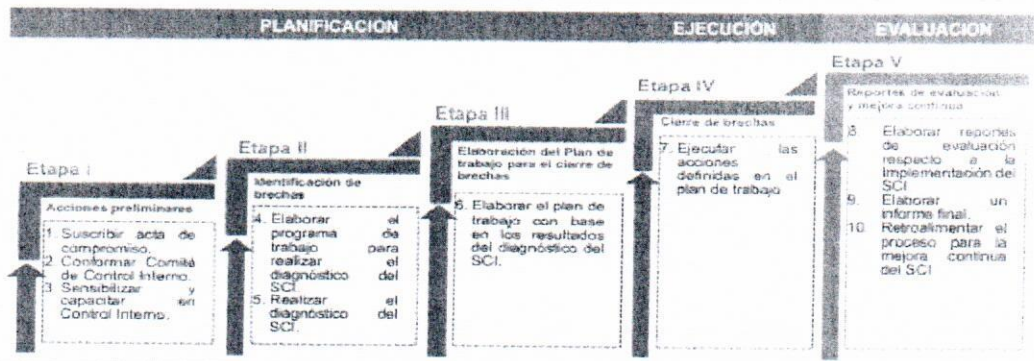 PLANIFICACION
EJECUCIÓN
EVALUACION
Etapa I
Acciones preliminares
1. Suscribir acta de
compromiso.
2 Conformar Comité
de Control Interno.
3 Sensibilizar y
capacitar en
Control Interno.
Etapa II
Identificación de
brechas
4. Elaborar el
programa de
trabajo para
realizar el
diagnóstico del
SCI.
5. Realizar el
diagnóstico del
SCI.
Etapa III
Elaboración del Plan de
trabajo para el cierre de
brechas
6. Elaborar el plan de
trabajo con base
en los resultados
del diagnóstico del
SCI.
Etapa IV
Cierre de brechas
7. Ejecutar las
acciones
definidas en el
plan de trabajo
Etapa V
Reportes de evaluación
y mejora continua
8 Elaborar reportes
de evaluación
respecto a la
Implementación del
SCI
9. Elaborar un
informe final.
10. Retroalimentar el
proceso para la
mejora continua
del SCI